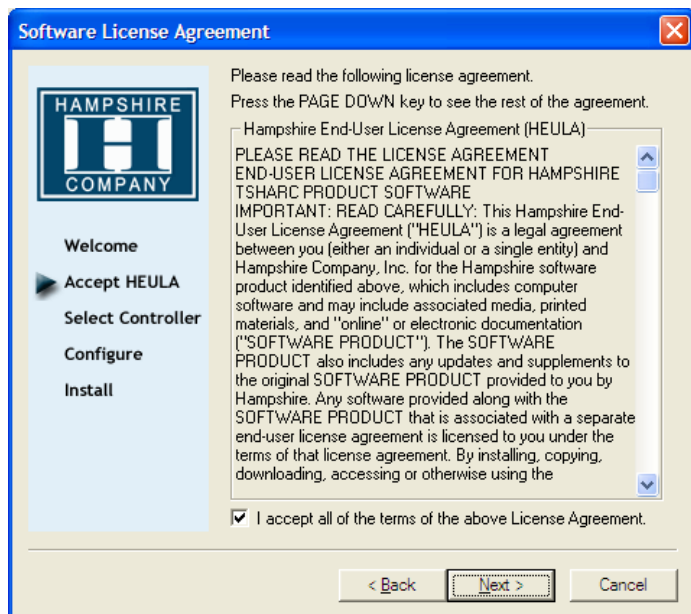 Software License Agreement
HAMPSHIRE
COMPANY
Welcome
Accept HEULA
Select Controller
Configure
Install
Please read the following license agreement.
Press the PAGE DOWN key to see the rest of the agreement.
Hampshire End-User License Agreement (HEULA)
PLEASE READ THE LICENSE AGREEMENT
END-USER LICENSE AGREEMENT FOR HAMPSHIRE
TSHARC PRODUCT SOFTWARE
IMPORTANT: READ CAREFULLY: This Hampshire End-
User License Agreement ("HEULA") is a legal agreement
between you (either an individual or a single entity) and
Hampshire Company, Inc. for the Hampshire software
product identified above, which includes computer
software and may include associated media, printed
materials, and "online" or electronic documentation
("SOFTWARE PRODUCT"). The SOFTWARE
PRODUCT also includes any updates and supplements to
the original SOFTWARE PRODUCT provided to you by
Hampshire. Any software provided along with the
SOFTWARE PRODUCT that is associated with a separate
end-user license agreement is licensed to you under the
terms of that license agreement. By installing, copying,
downloading, accessing or otherwise using the
I accept all of the terms of the above License Agreement.
< Back
Next >
Cancel